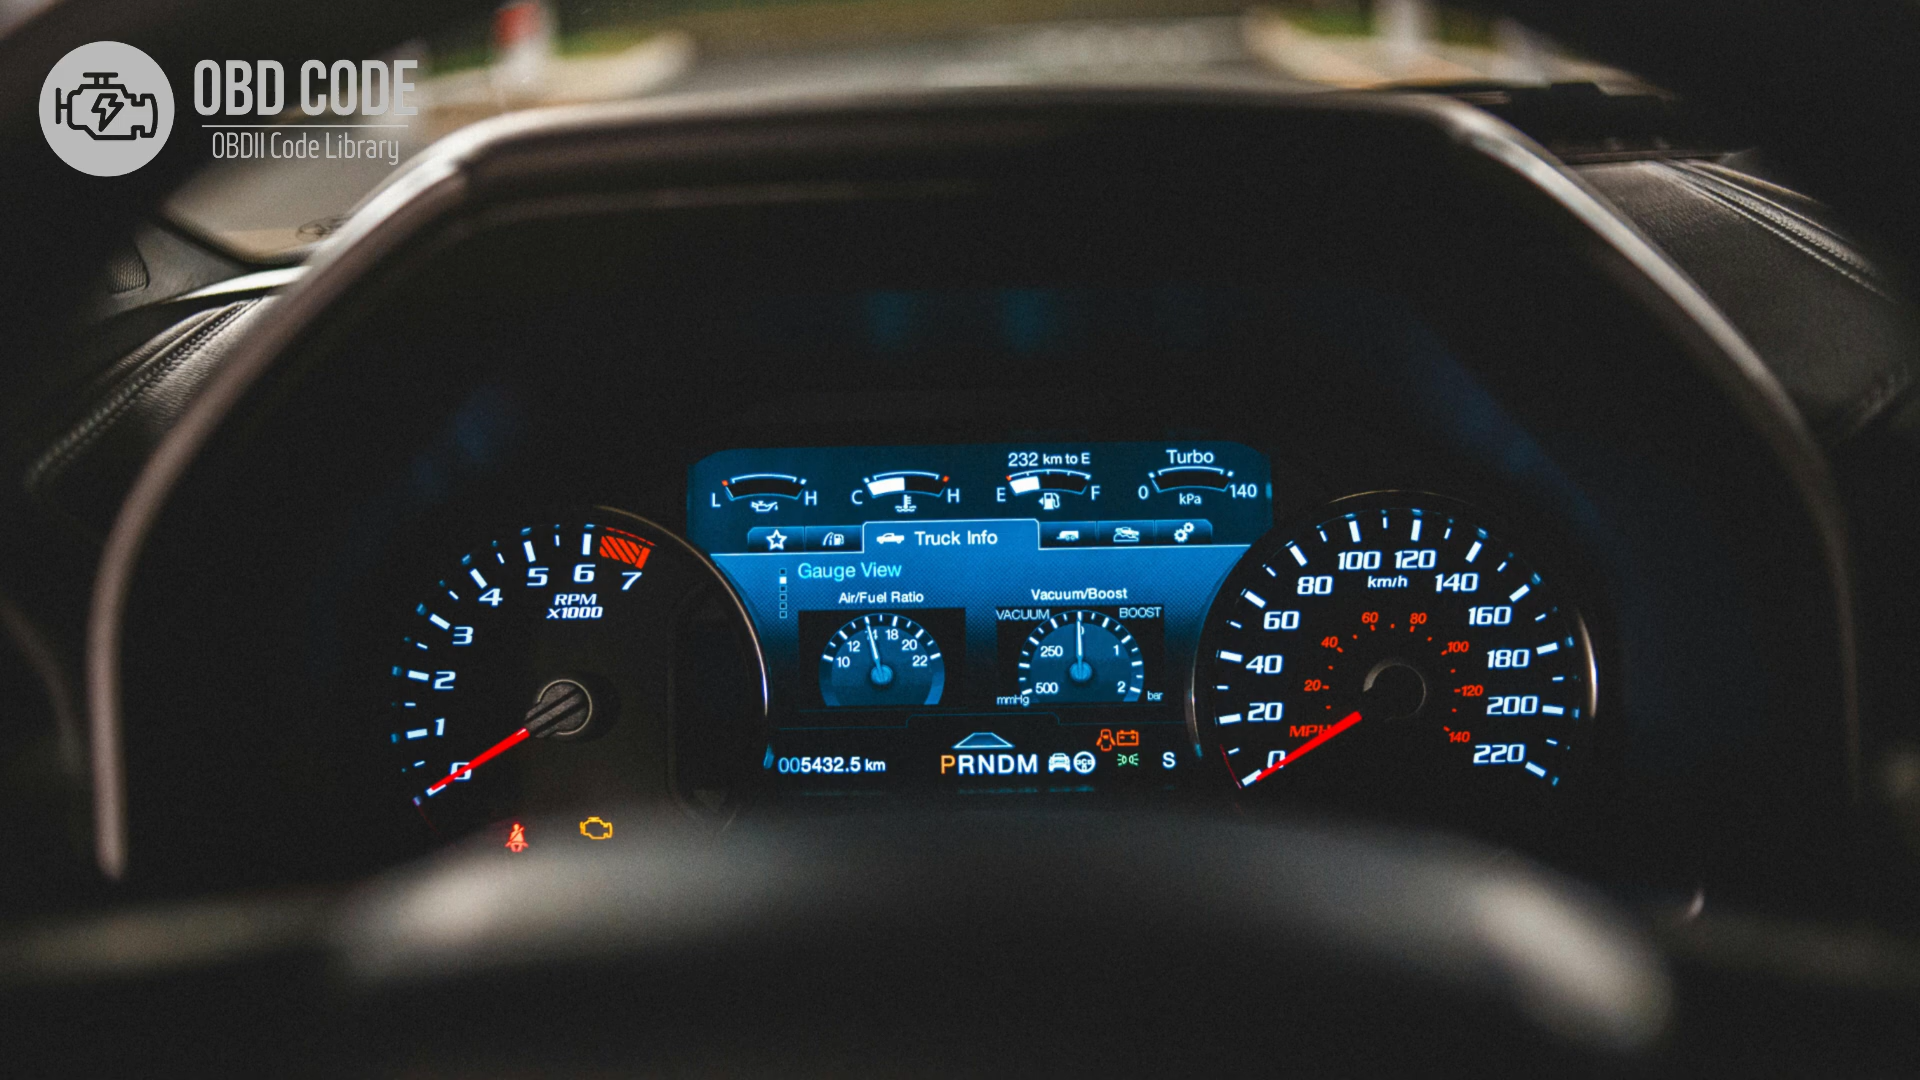 OBD CODE
OBDII Code Library
232 km to E
Turbo
L H
C H
E F
0 140
kPa
Truck Info
Gauge View
Air/Fuel Ratio
10 12 14 18 20 22
Vacuum/Boost
VACUUM BOOST
0
250 1
500 2
mmHg bar
0 1 2 3 4 5 6 7
RPM
X1000
0 20 40 60 80 100 120 140 160 180 200 220
km/h
20 40 60 80 100 120 140
MPH
005432.5 km
PRNDM
S